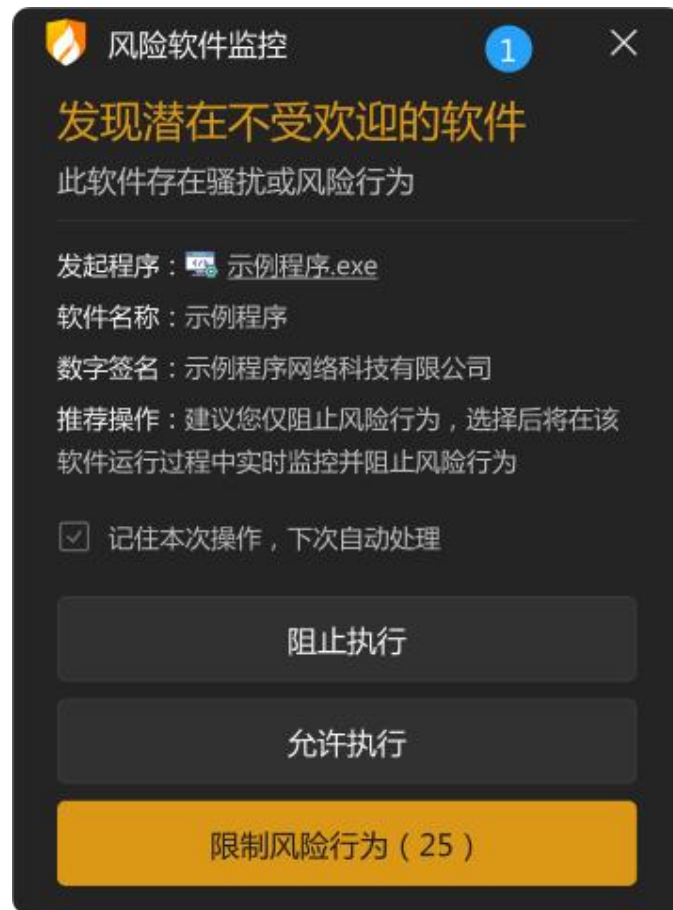 风险软件监控
1
发现潜在不受欢迎的软件
此软件存在骚扰或风险行为
发起程序：示例程序.exe
软件名称：示例程序
数字签名：示例程序网络科技有限公司
推荐操作：建议您仅阻止风险行为，选择后将在该
软件运行过程中实时监控并阻止风险行为
记住本次操作，下次自动处理
阻止执行
允许执行
限制风险行为（25）